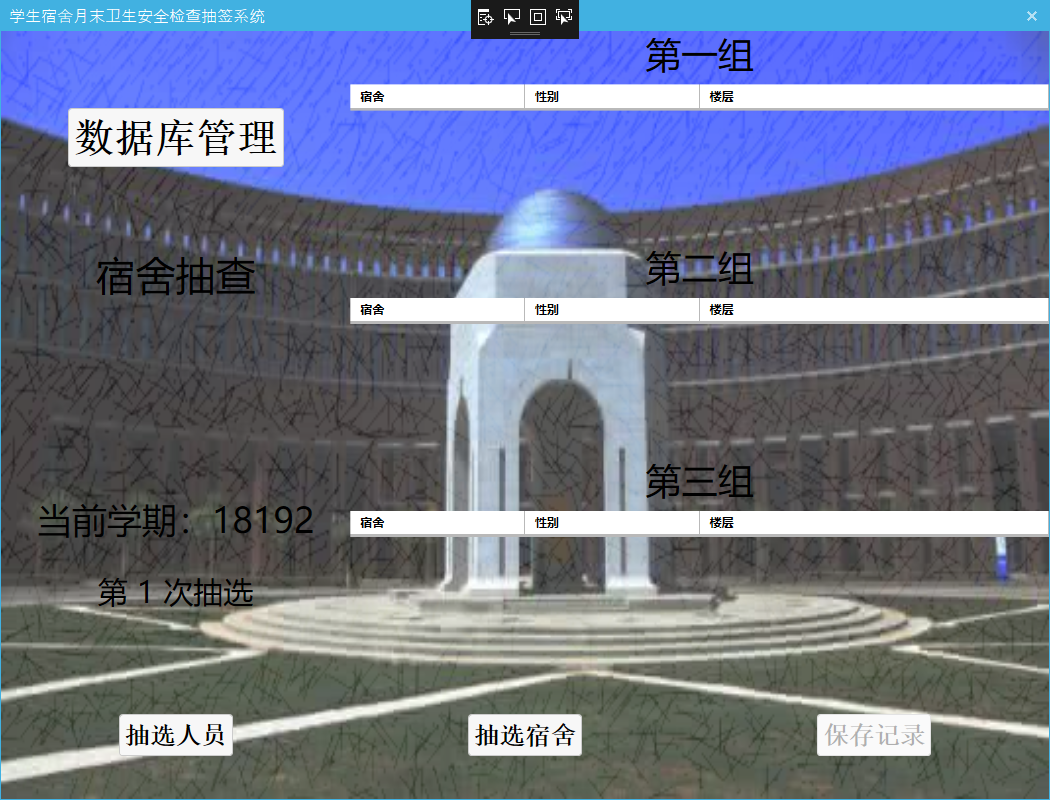 学生宿舍月末卫生安全检查抽签系统
第一组
宿舍 性别 楼层
数据库管理
宿舍抽查
第二组
宿舍 性别 楼层
第三组
宿舍 性别 楼层
当前学期：18192
第 1 次抽选
抽选人员 抽选宿舍 保存记录